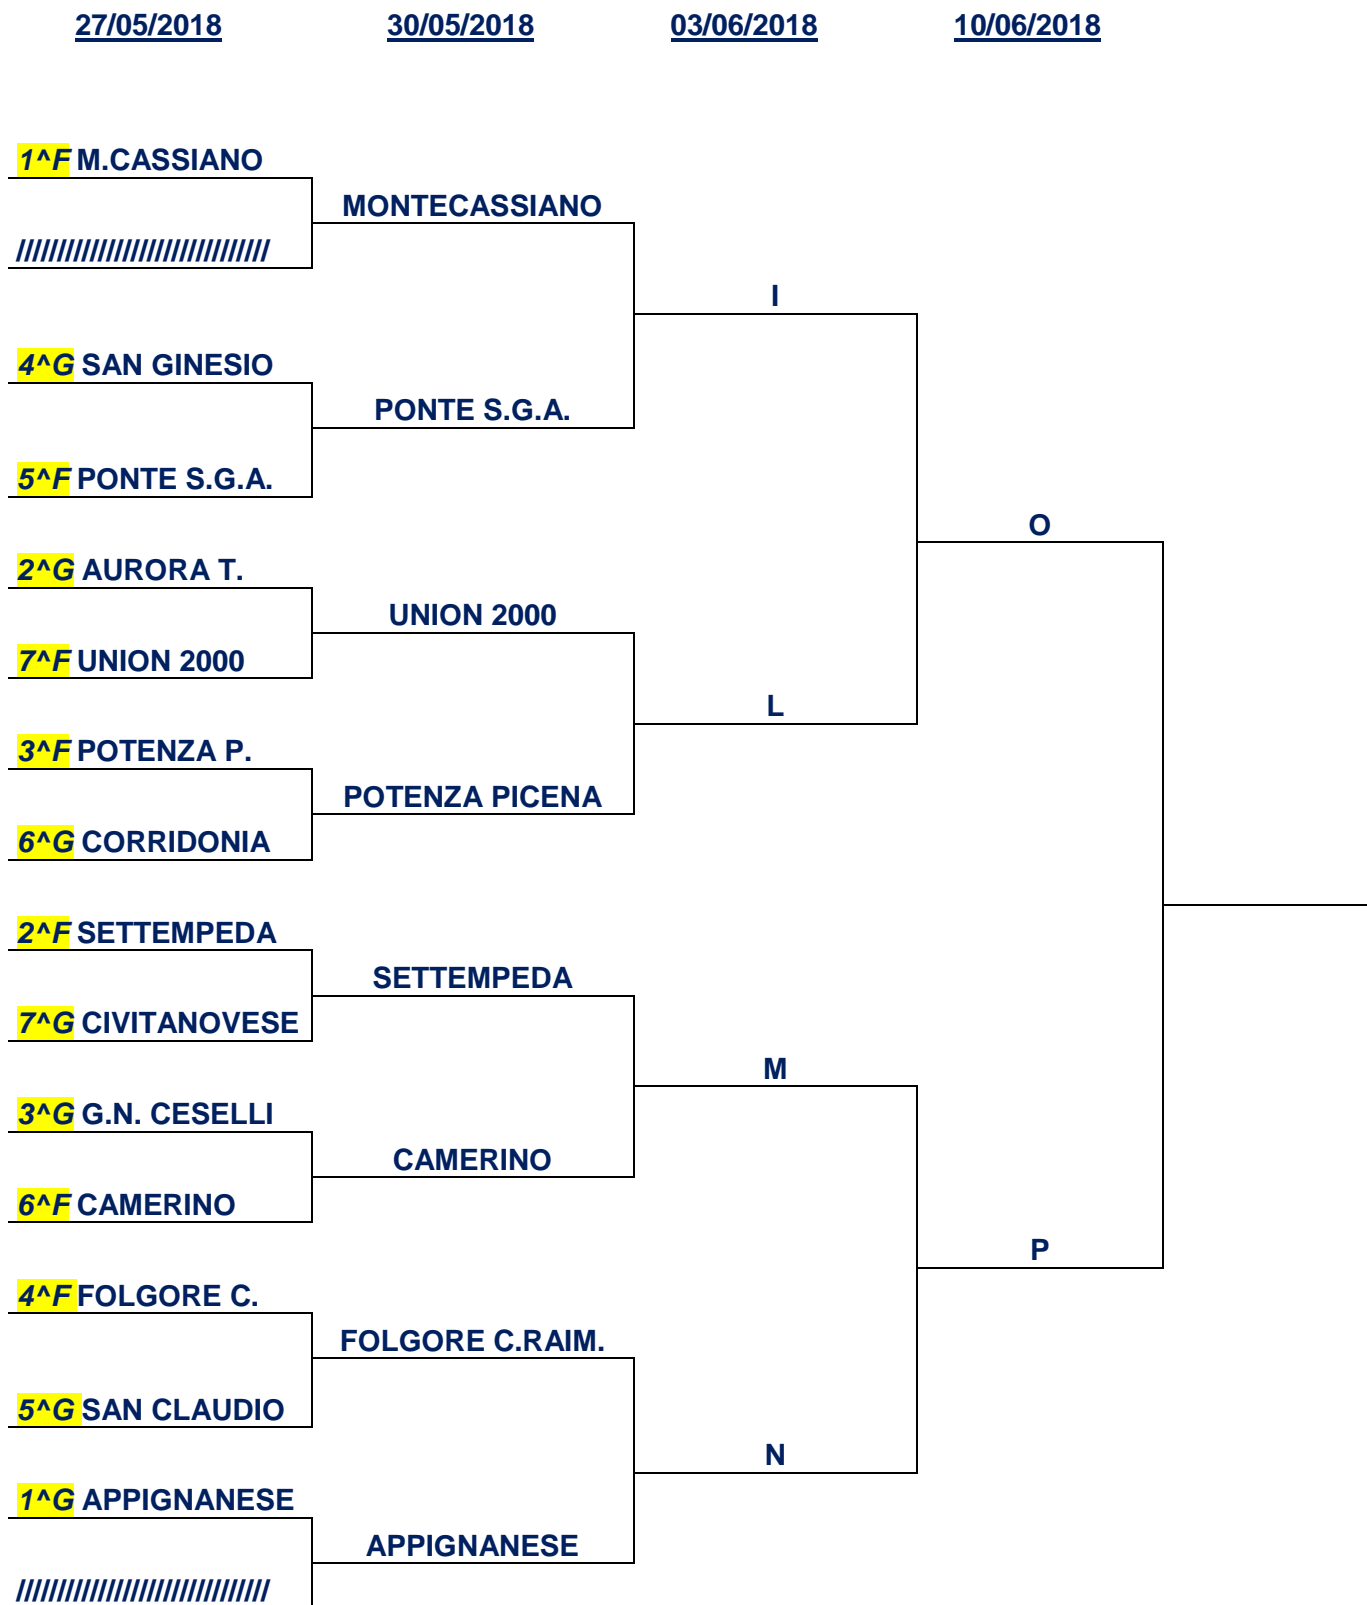 27/05/2018 30/05/2018 03/06/2018 10/06/2018
1^F M.CASSIANO
MONTECASSIANO
////////////////////////////////
I
4^G SAN GINESIO
PONTE S.G.A.
5^F PONTE S.G.A.
O
2^G AURORA T.
UNION 2000
7^F UNION 2000
L
3^F POTENZA P.
POTENZA PICENA
6^G CORRIDONIA
2^F SETTEMPEDA
SETTEMPEDA
7^G CIVITANOVESE
M
3^G G.N. CESELLI
CAMERINO
6^F CAMERINO
P
4^F FOLGORE C.
FOLGORE C.RAIM.
5^G SAN CLAUDIO
N
1^G APPIGNANESE
APPIGNANESE
////////////////////////////////